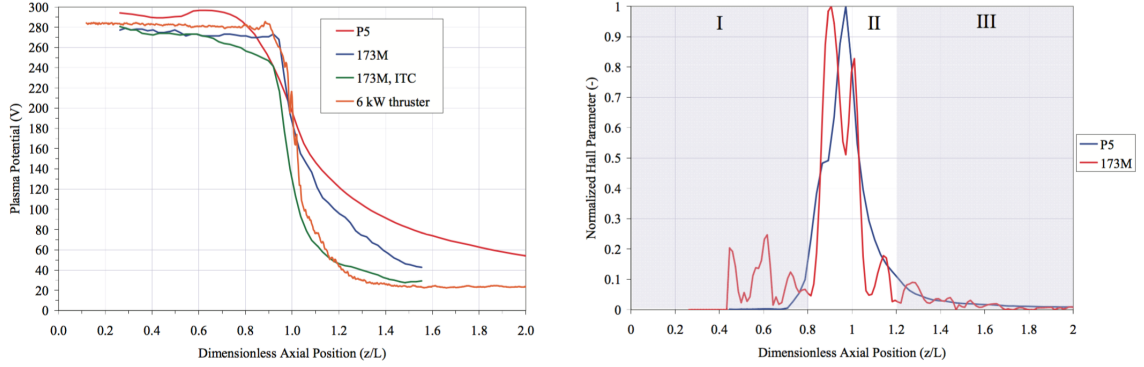 300
280
260
240
220
200
180
160
140
120
100
80
60
40
20
0
Plasma Potential (V)
0.0 0.2 0.4 0.6 0.8 1.0 1.2 1.4 1.6 1.8 2.0
Dimensionless Axial Position (z/L)
P5
173M
173M, ITC
6 kW thruster
1
0.9
0.8
0.7
0.6
0.5
0.4
0.3
0.2
0.1
0
Normalized Hall Parameter (-)
I II III
0 0.2 0.4 0.6 0.8 1 1.2 1.4 1.6 1.8 2
Dimensionless Axial Position (z/L)
P5
173M